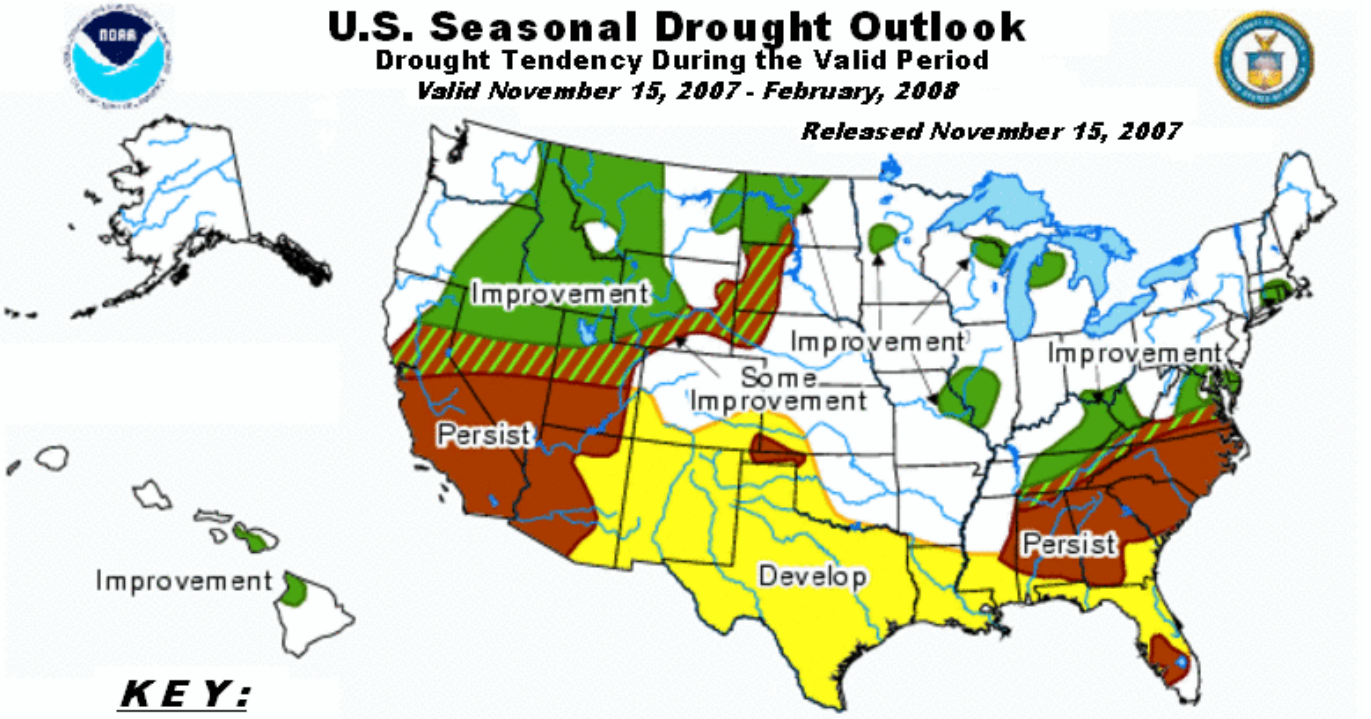 NOAA
U.S. Seasonal Drought Outlook
Drought Tendency During the Valid Period
Valid November 15, 2007 - February, 2008
Released November 15, 2007
Improvement
Improvement
Improvement
Some
Improvement
Persist
Persist
Develop
Improvement
KEY: